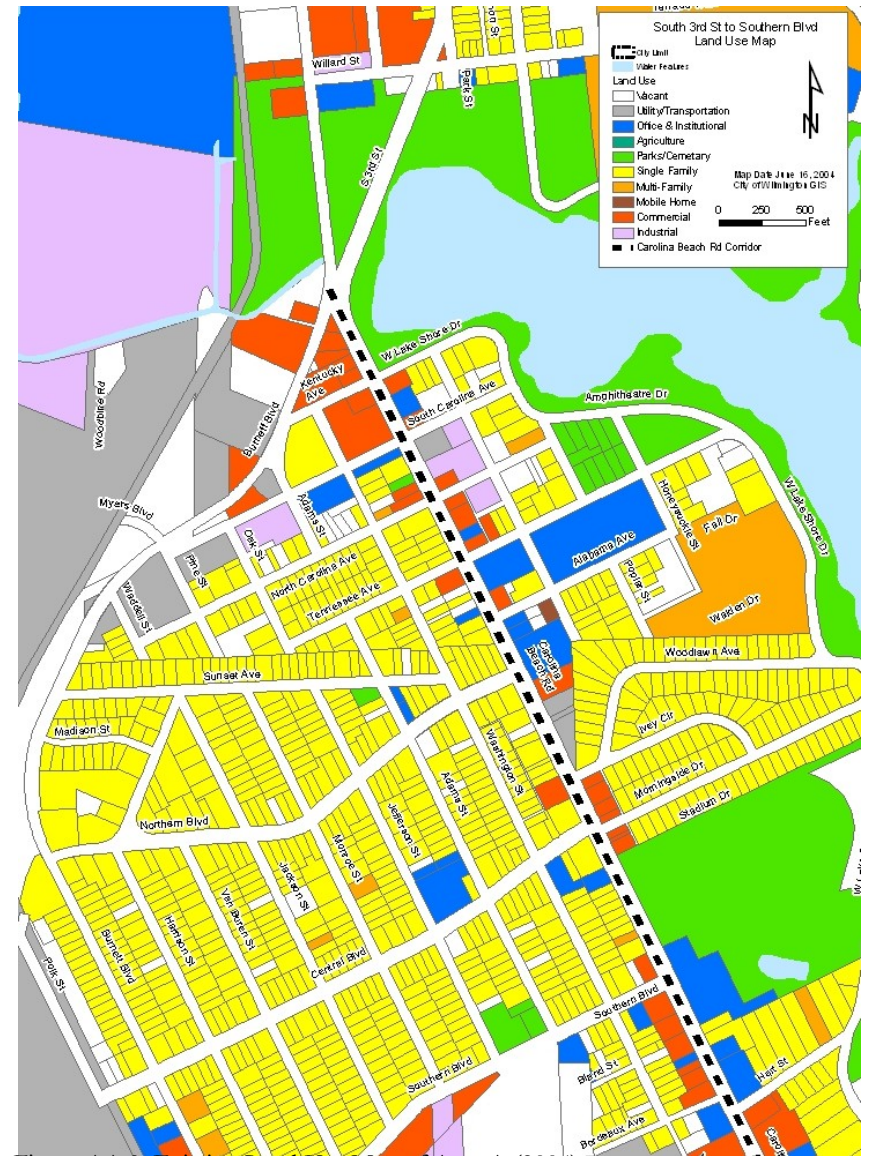 South 3rd St to Southern Blvd
Land Use Map
City Limit
Water Features
Land Use
Vacant
Utility/Transportation
Office & Institutional
Agriculture
Parks/Cemetary
Single Family
Multi-Family
Mobile Home
Commercial
Industrial
Carolina Beach Rd Corridor
N
Map Date June 16, 2004
City of Wilmington GIS
0 250 500
Feet
Willard St
Park St
S 3rd St
W Lake Shore Dr
Kentucky
Ave
South Carolina Ave
Amphitheatre Dr
Woodbine Rd
Burnett Blvd
Myers Blvd
Adams St
Oak St
Pine St
Waddell St
North Carolina Ave
Tennessee Ave
Alabama Ave
Honeysuckle St
Fall Dr
W Lake Shore Dr
Poplar St
Walden Dr
Carolina
Beach Rd
Woodlawn Ave
Sunset Ave
Ivey Cir
Madison St
Washington St
Morningside Dr
Stadium Dr
Northern Blvd
Adams St
Jefferson St
Monroe St
Jackson St
Van Buren St
Harrison St
Burnett Blvd
Polk St
Central Blvd
Southern Blvd
Southern Blvd
Bland St
Hart St
Bordeaux Ave